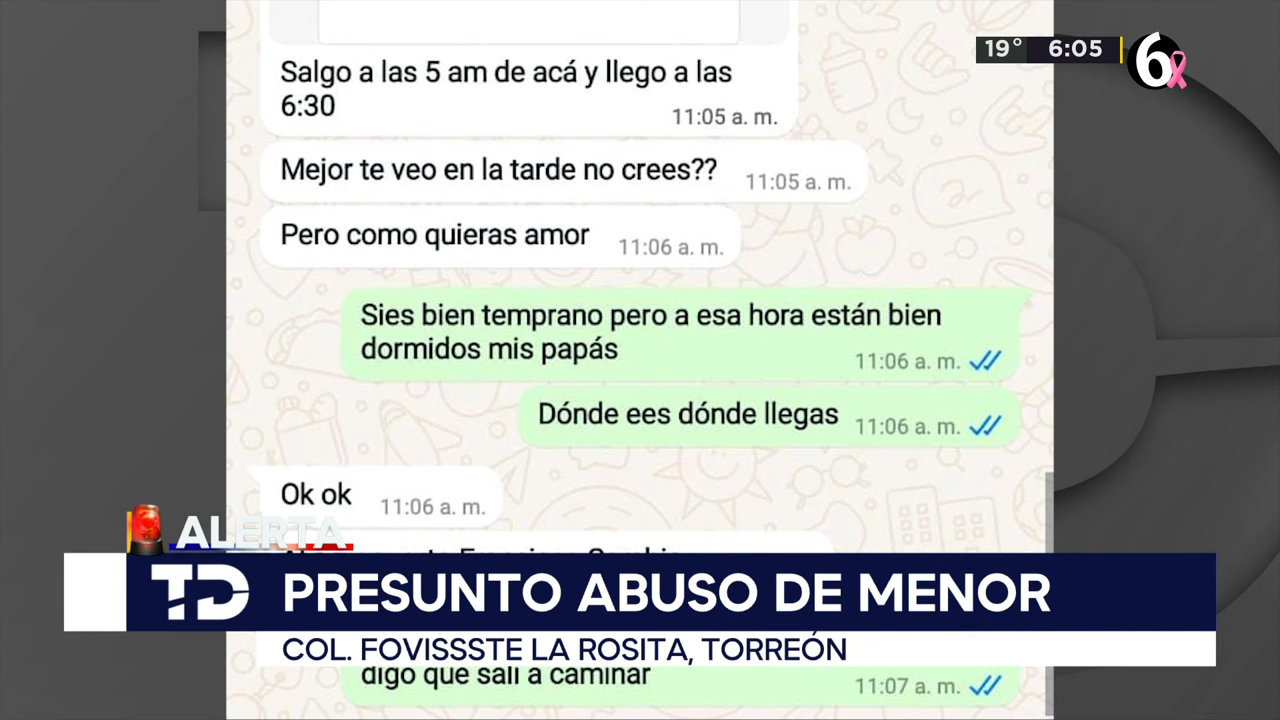 19° 6:05 6
Salgo a las 5 am de acá y llego a las
6:30
11:05 a. m.
Mejor te veo en la tarde no crees??
11:05 a. m.
Pero como quieras amor
11:06 a. m.
Sies bien temprano pero a esa hora están bien
dormidos mis papás
11:06 a. m.
Dónde ees dónde llegas
11:06 a. m.
Ok ok
11:06 a. m.
ALERTA
TD PRESUNTO ABUSO DE MENOR
COL. FOVISSSTE LA ROSITA, TORREÓN
digo que salí a caminar
11:07 a. m.